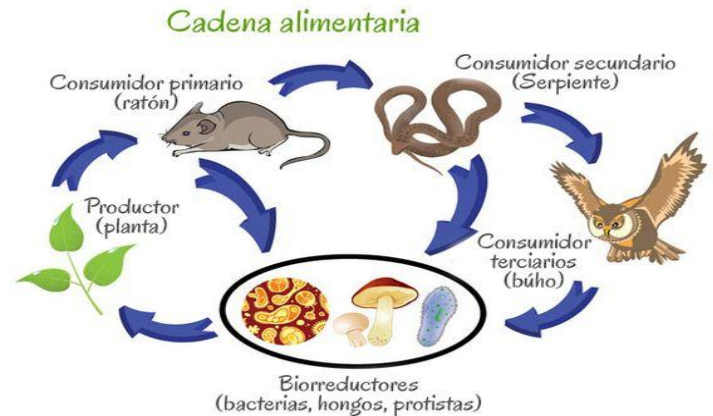 Cadena alimentaria
Consumidor primario
(ratón)
Consumidor secundario
(Serpiente)
Productor
(planta)
Consumidor
terciarios
(búho)
Biorreductores
(bacterias, hongos, protistas)